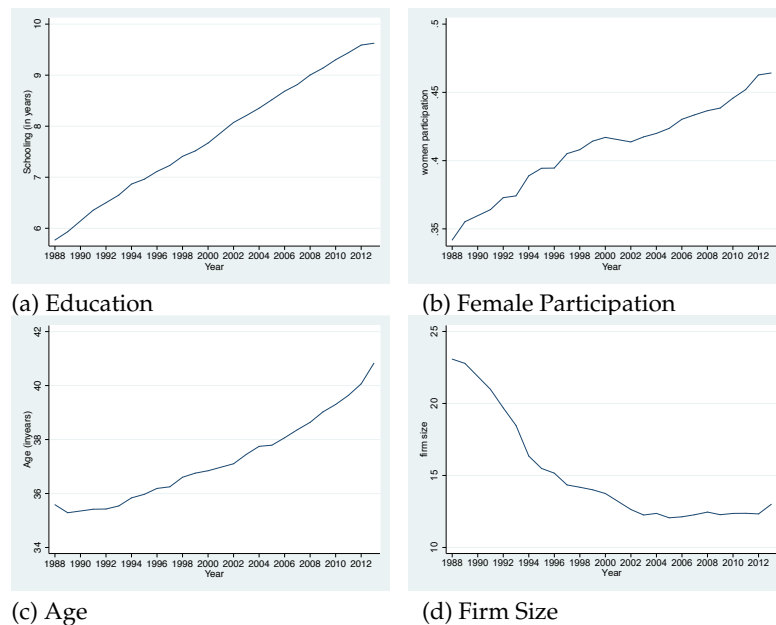 10
9
8
7
6
Schooling (in years)
1988 1990 1992 1994 1996 1998 2000 2002 2004 2006 2008 2010 2012
Year
(a) Education
.5
.45
.4
.35
women participation
1988 1990 1992 1994 1996 1998 2000 2002 2004 2006 2008 2010 2012
Year
(b) Female Participation
42
40
38
36
34
Age (inyears)
1988 1990 1992 1994 1996 1998 2000 2002 2004 2006 2008 2010 2012
Year
(c) Age
25
20
15
10
firm size
1988 1990 1992 1994 1996 1998 2000 2002 2004 2006 2008 2010 2012
Year
(d) Firm Size